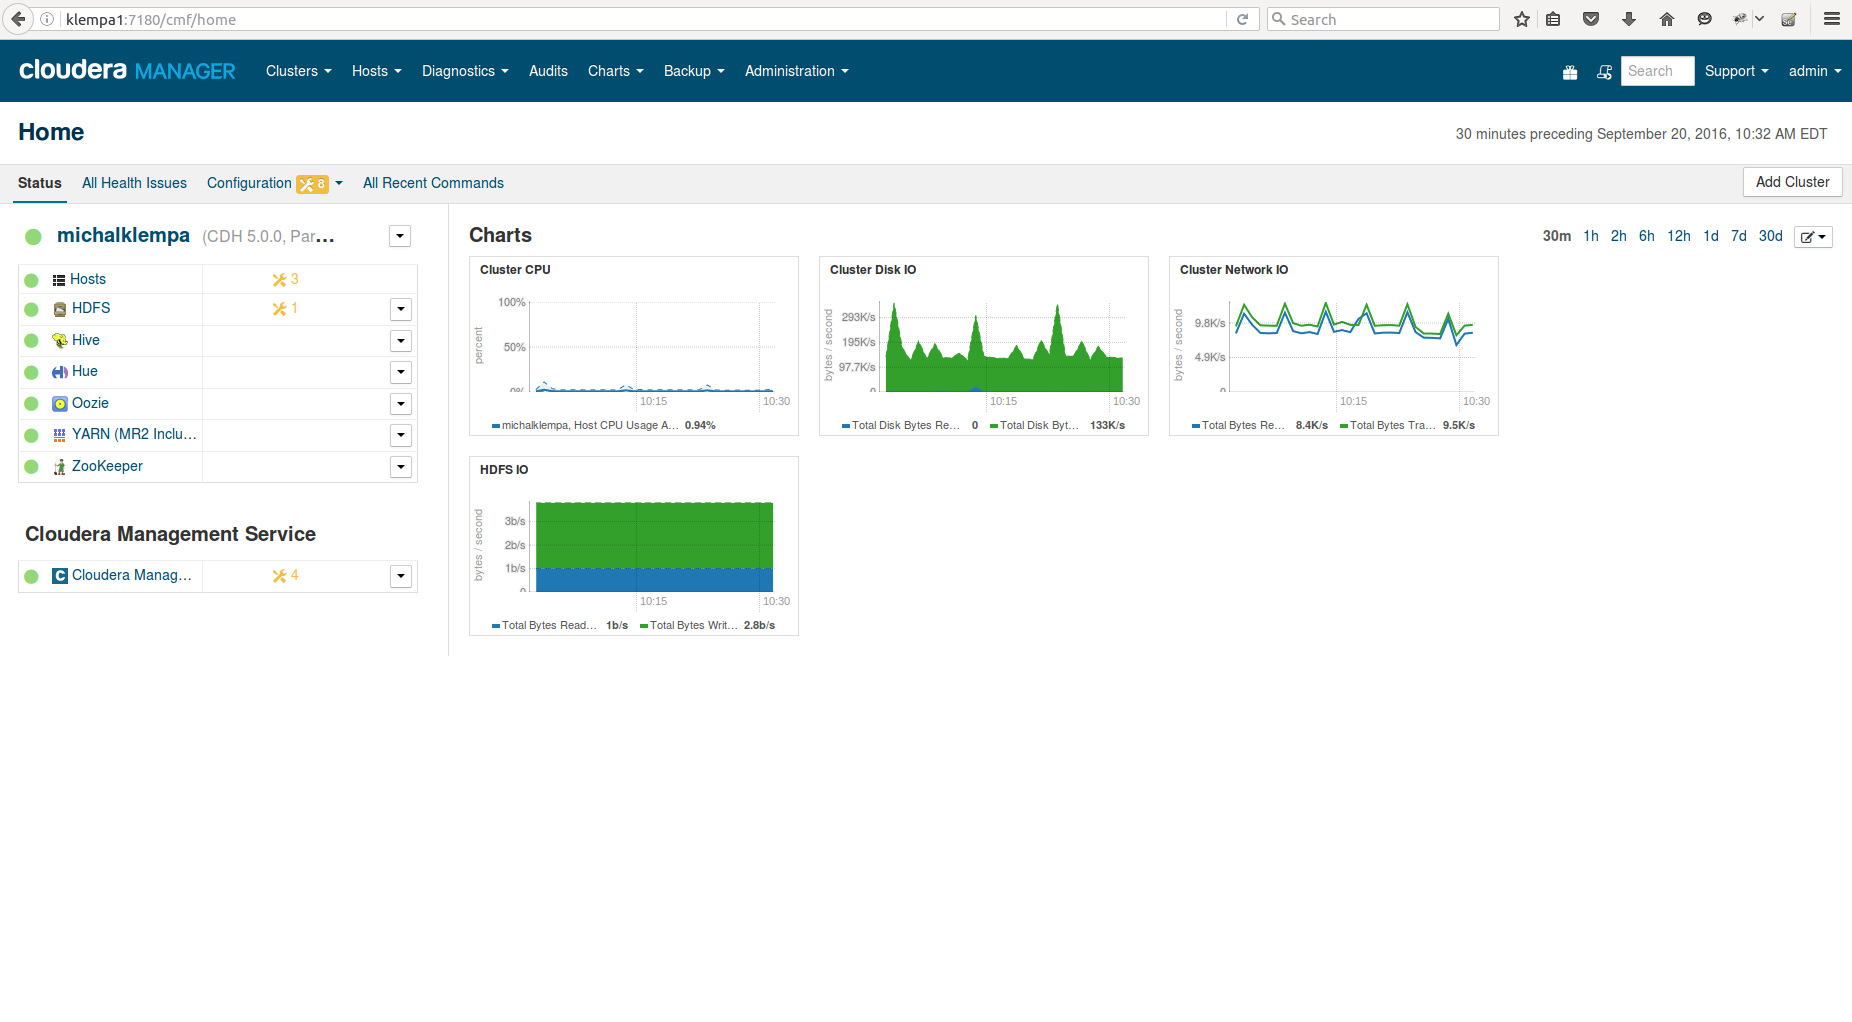 klempa1:7180/cmf/home
Search
cloudera MANAGER
Clusters
Hosts
Diagnostics
Audits
Charts
Backup
Administration
Search
Support
admin
Home
30 minutes preceding September 20, 2016, 10:32 AM EDT
Status
All Health Issues
Configuration 8
All Recent Commands
Add Cluster
michalklempa (CDH 5.0.0, Par...
Hosts 3
HDFS 1
Hive
Hue
Oozie
YARN (MR2 Inclu...
ZooKeeper
Cloudera Management Service
C Cloudera Manag... 4
Charts
30m 1h 2h 6h 12h 1d 7d 30d
Cluster CPU
percent
100%
50%
0%
10:15 10:30
michalklempa, Host CPU Usage A... 0.94%
Cluster Disk IO
bytes / second
293K/s
195K/s
97.7K/s
0
10:15 10:30
Total Disk Bytes Re... 0 Total Disk Byt... 133K/s
Cluster Network IO
bytes / second
9.8K/s
4.9K/s
0
10:15 10:30
Total Bytes Re... 8.4K/s Total Bytes Tra... 9.5K/s
HDFS IO
bytes / second
3b/s
2b/s
1b/s
0
10:15 10:30
Total Bytes Read... 1b/s Total Bytes Writ... 2.8b/s